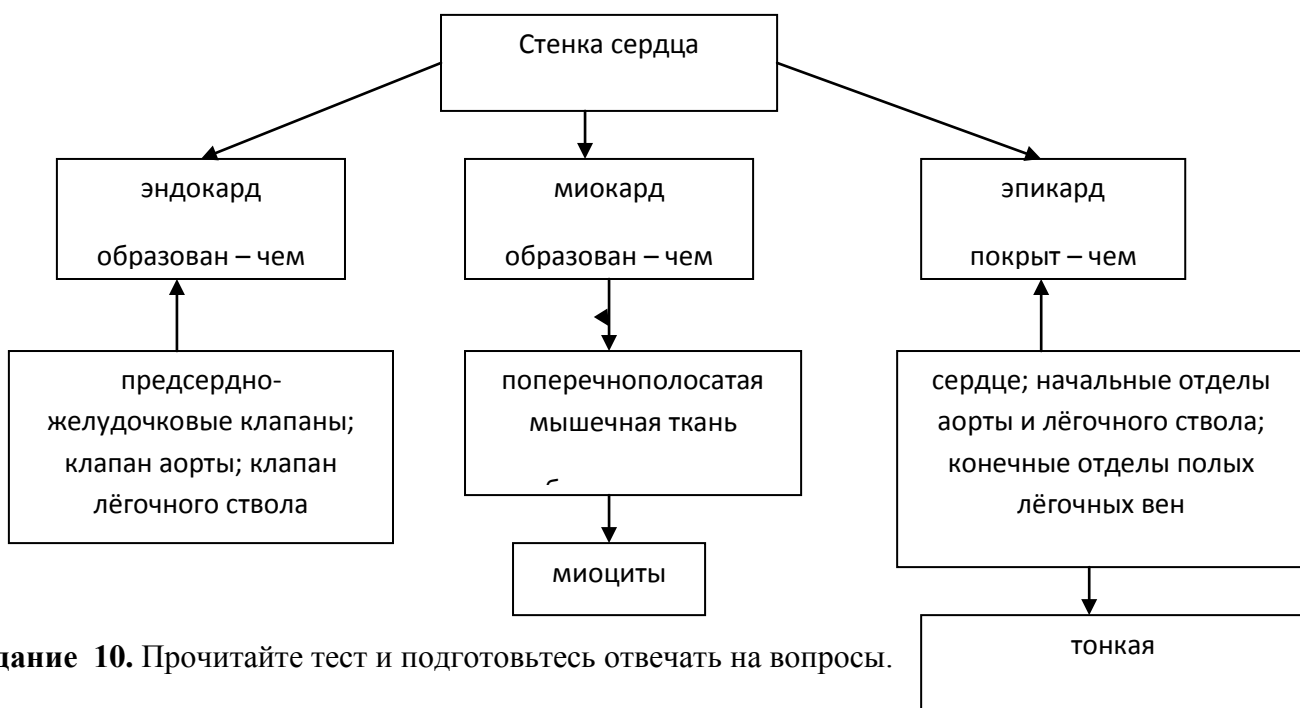 Стенка сердца
эндокард
образован – чем
миокард
образован – чем
эпикард
покрыт – чем
предсердно-
желудочковые клапаны;
клапан аорты; клапан
лёгочного ствола
поперечнополосатая
мышечная ткань
сердце; начальные отделы
аорты и лёгочного ствола;
конечные отделы полых
лёгочных вен
миоциты
тонкая
дание 10. Прочитайте тест и подготовьтесь отвечать на вопросы.